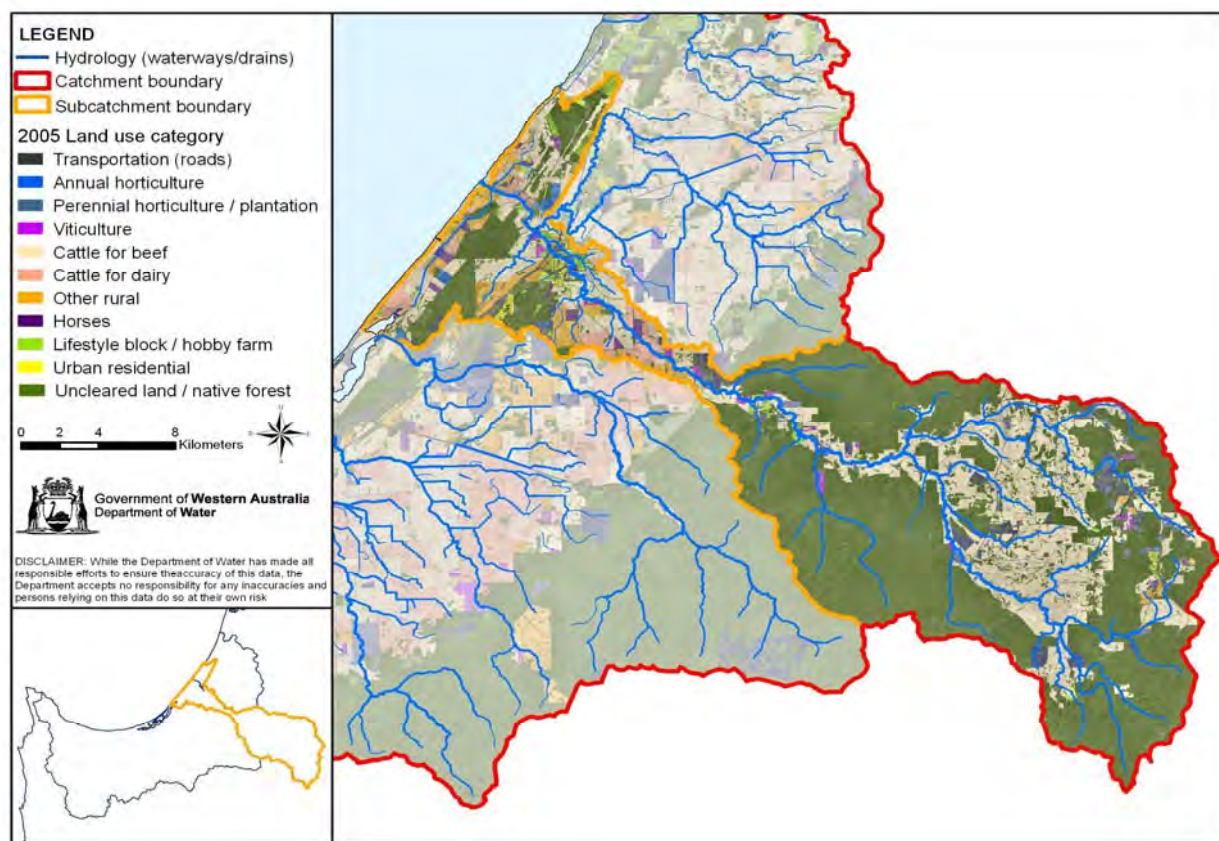 LEGEND
Hydrology (waterways/drains)
Catchment boundary
Subcatchment boundary
2005 Land use category
Transportation (roads)
Annual horticulture
Perennial horticulture / plantation
Viticulture
Cattle for beef
Cattle for dairy
Other rural
Horses
Lifestyle block / hobby farm
Urban residential
Uncleared land / native forest
0 2 4 8
Kilometers
Government of Western Australia
Department of Water
DISCLAIMER: While the Department of Water has made all
responsible efforts to ensure theaccuracy of this data, the
Department accepts no responsibility for any inaccuracies and
persons relying on this data do so at their own risk